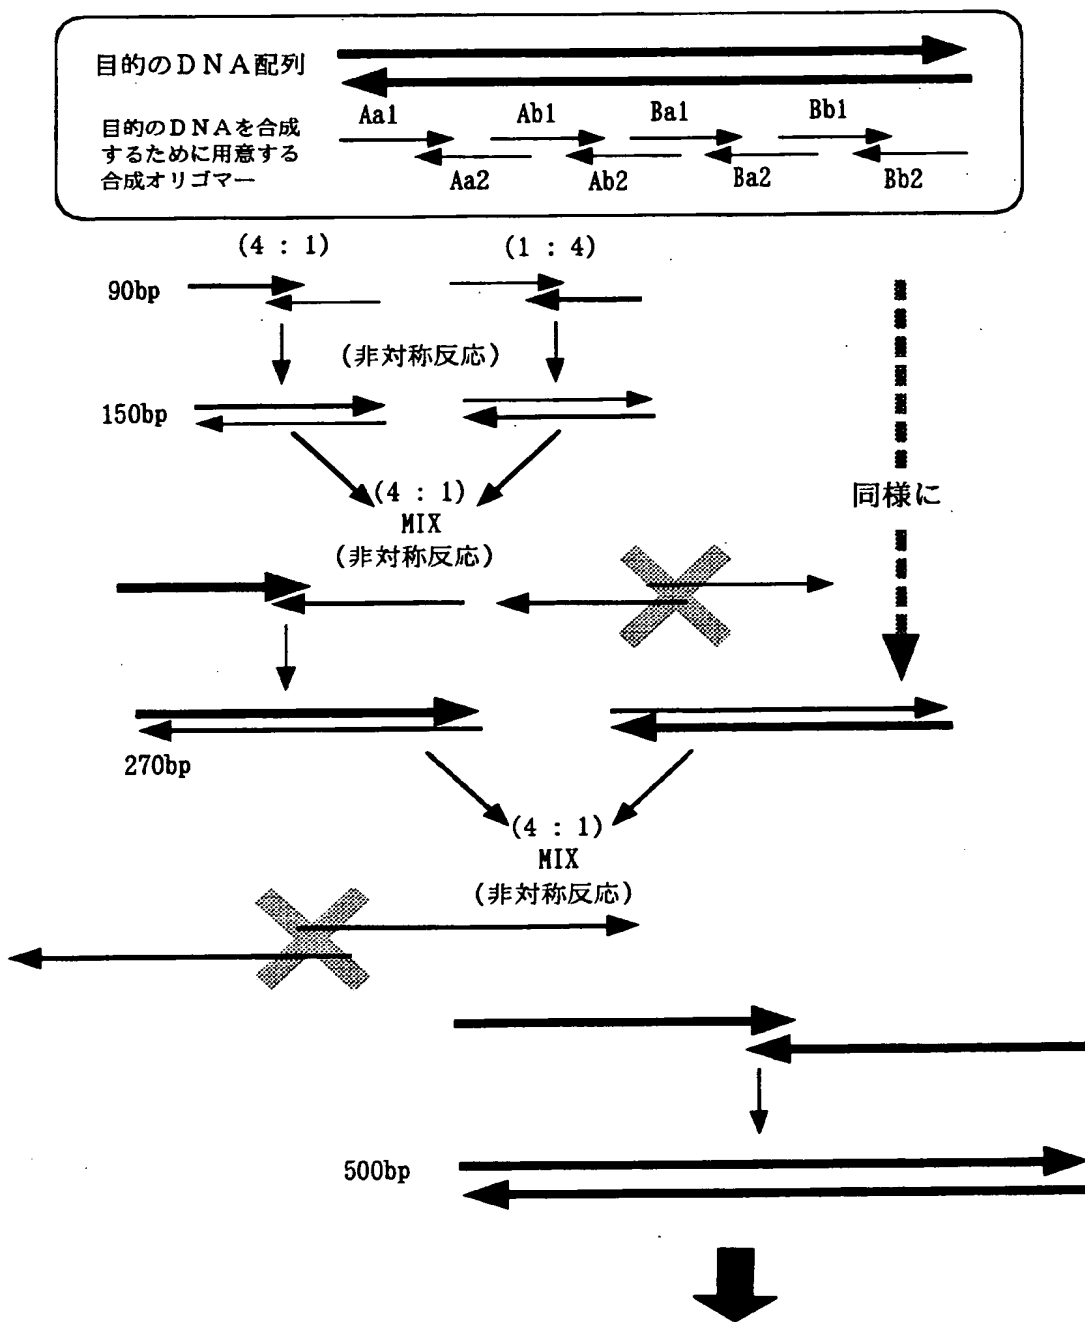 目的のDNA配列
目的のDNAを合成
するために用意する
合成オリゴマー
Aa1 Ab1 Ba1 Bb1
Aa2 Ab2 Ba2 Bb2
(4 : 1) (1 : 4)
90bp
(非対称反応)
150bp
(4 : 1)
MIX
(非対称反応)
同様に
270bp
(4 : 1)
MIX
(非対称反応)
500bp